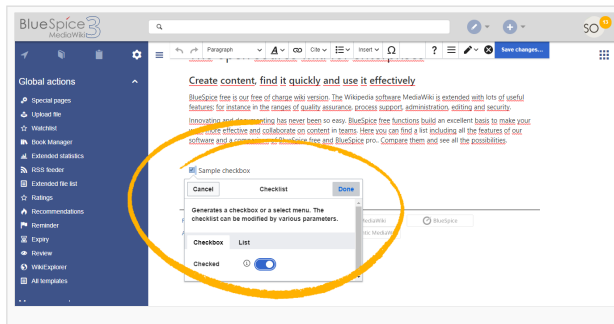 BlueSpice 3
MediaWiki
SO
Paragraph
A
Cite
Insert
Ω
?
Save changes...
Create content, find it quickly and use it effectively
BlueSpice free is our free of charge wiki version. The Wikipedia software MediaWiki is extended with lots of useful
features; for instance in the ranges of quality assurance, process support, administration, editing and security.
Innovating and documenting has never been so easy. BlueSpice free functions build an excellent basis to make your
more effective and collaborate on content in teams. Here you can find a list including all the features of our
software and a comparison of BlueSpice free and BlueSpice pro.. Compare them and see all the possibilities.
Global actions
Special pages
Upload file
Watchlist
Book Manager
Extended statistics
RSS feeder
Extended file list
Ratings
Recommendations
Reminder
Expiry
Review
WikiExplorer
All templates
Sample checkbox
Cancel
Checklist
Done
Generates a checkbox or a select menu. The
checklist can be modified by various parameters.
Checkbox
List
Checked
MediaWiki
BlueSpice